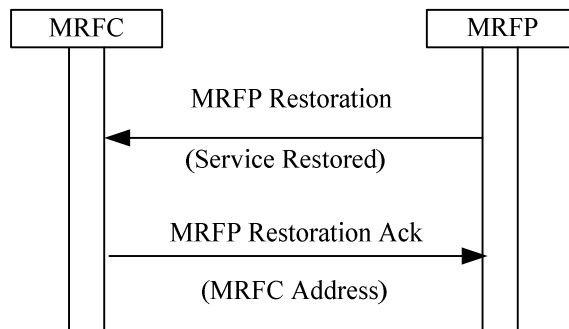 MRFC
MRFP
MRFP Restoration
(Service Restored)
MRFP Restoration Ack
(MRFC Address)